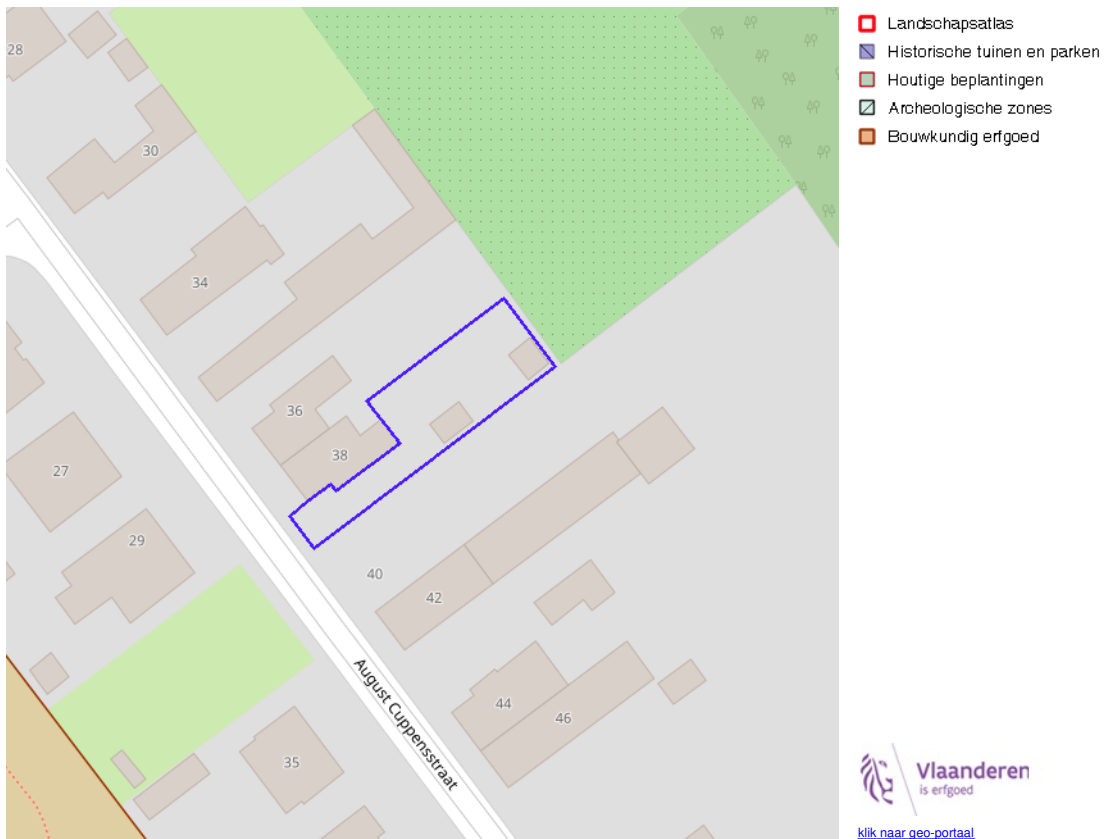 28
30
34
36
38
27
29
40
42
44
46
35
August Cuppensstraat
Landschapsatlas
Historische tuinen en parken
Houtige beplantingen
Archeologische zones
Bouwkundig erfgoed
Vlaanderen
is erfgoed
klik naar geo-portaal